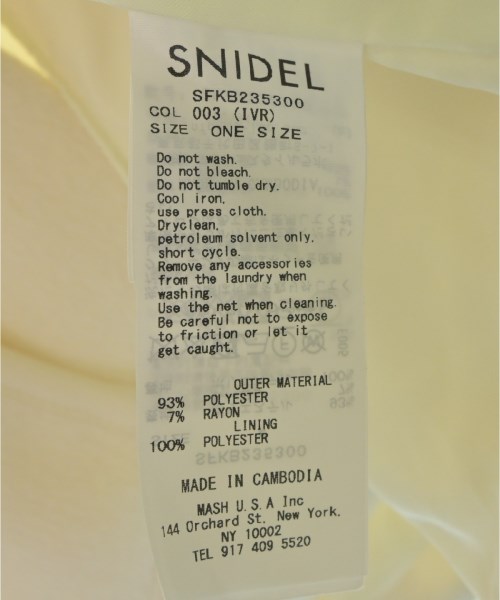 SNIDEL
SFKB235300
COL 003 (IVR)
SIZE ONE SIZE
Do not wash.
Do not bleach.
Do not tumble dry.
Cool iron,
use press cloth.
Dryclean,
petroleum solvent only,
short cycle.
Remove any accessories
from the laundry when
washing.
Use the net when cleaning.
Be careful not to expose
to friction or let it
get caught.
OUTER MATERIAL
93% POLYESTER
7% RAYON
LINING
100% POLYESTER
MADE IN CAMBODIA
MASH U.S.A Inc
144 Orchard St. New York,
NY 10002
TEL 917 409 5520